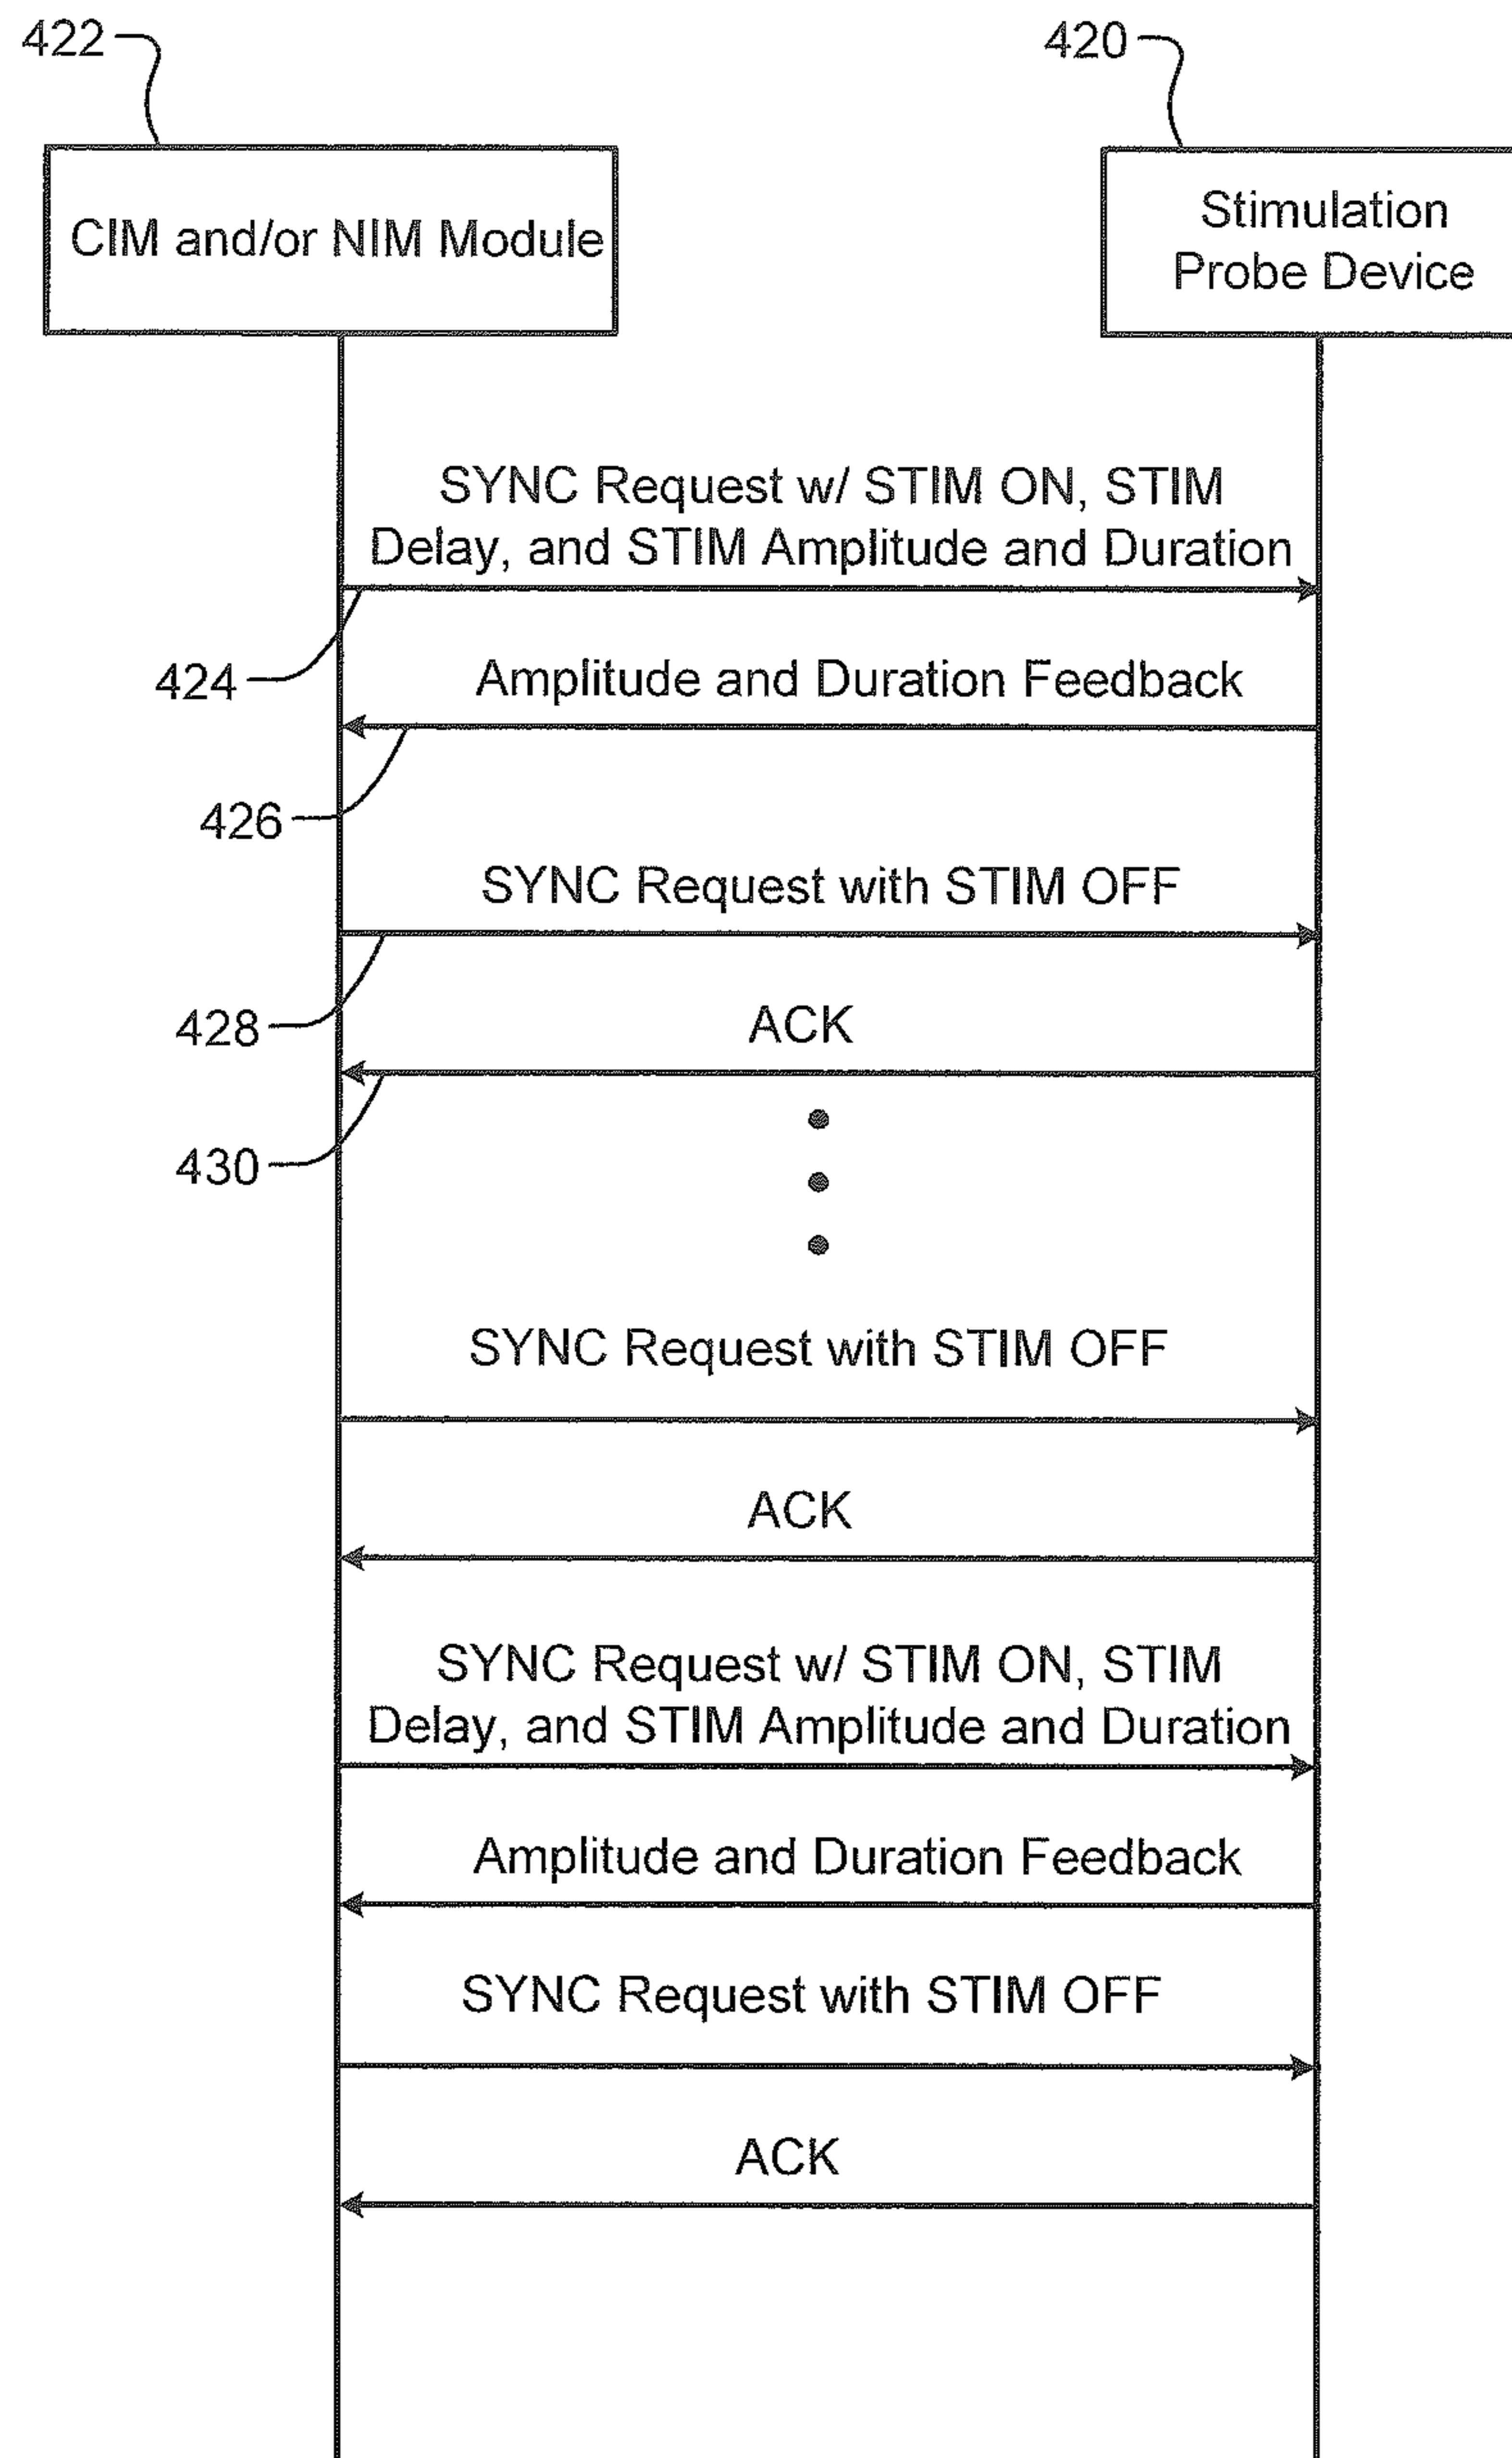 422
420
CIM and/or NIM Module
Stimulation
Probe Device
SYNC Request w/ STIM ON, STIM
Delay, and STIM Amplitude and Duration
424
Amplitude and Duration Feedback
426
SYNC Request with STIM OFF
428
ACK
430
SYNC Request with STIM OFF
ACK
SYNC Request w/ STIM ON, STIM
Delay, and STIM Amplitude and Duration
Amplitude and Duration Feedback
SYNC Request with STIM OFF
ACK